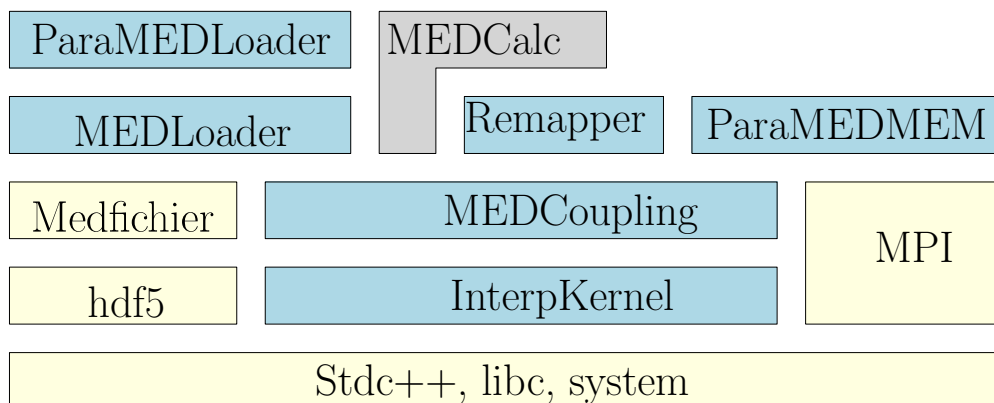 ParaMEDLoader
MEDCalc
MEDLoader
Remapper
ParaMEDMEM
Medfichier
MEDCoupling
MPI
hdf5
InterpKernel
Stdc++, libc, system